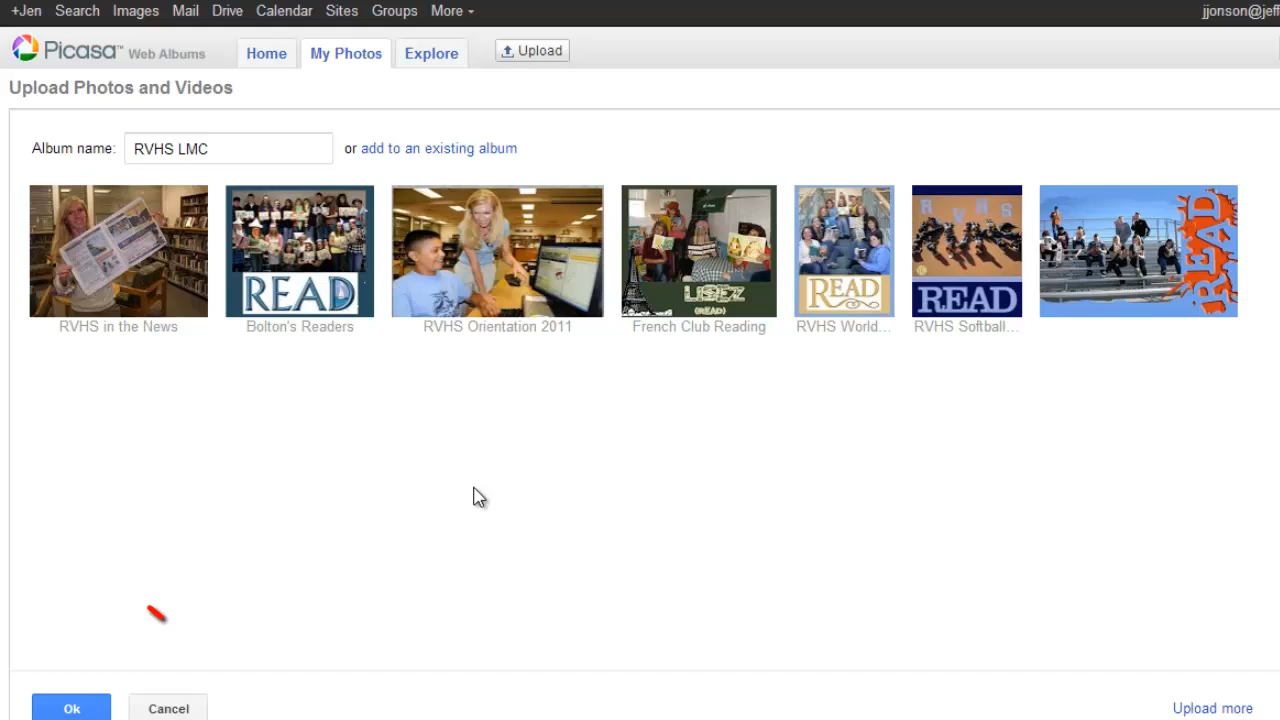 +Jen Search Images Mail Drive Calendar Sites Groups More
jjonson@jeff
Picasa™ Web Albums Home My Photos Explore Upload
Upload Photos and Videos
Album name: RVHS LMC or add to an existing album
READ
LISEZ
(READ)
READ
RVHS
READ
READ
RVHS in the News
Bolton's Readers
RVHS Orientation 2011
French Club Reading
RVHS World...
RVHS Softball...
Ok Cancel Upload more